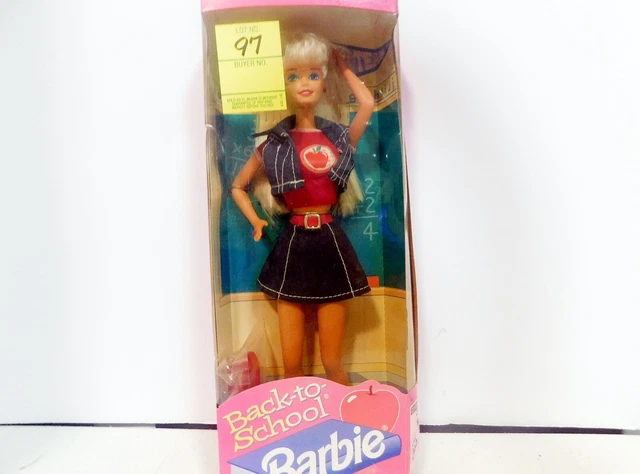 LOT NO.
97
BUYER NO.
2
2
4
Back-to-
School
Barbie